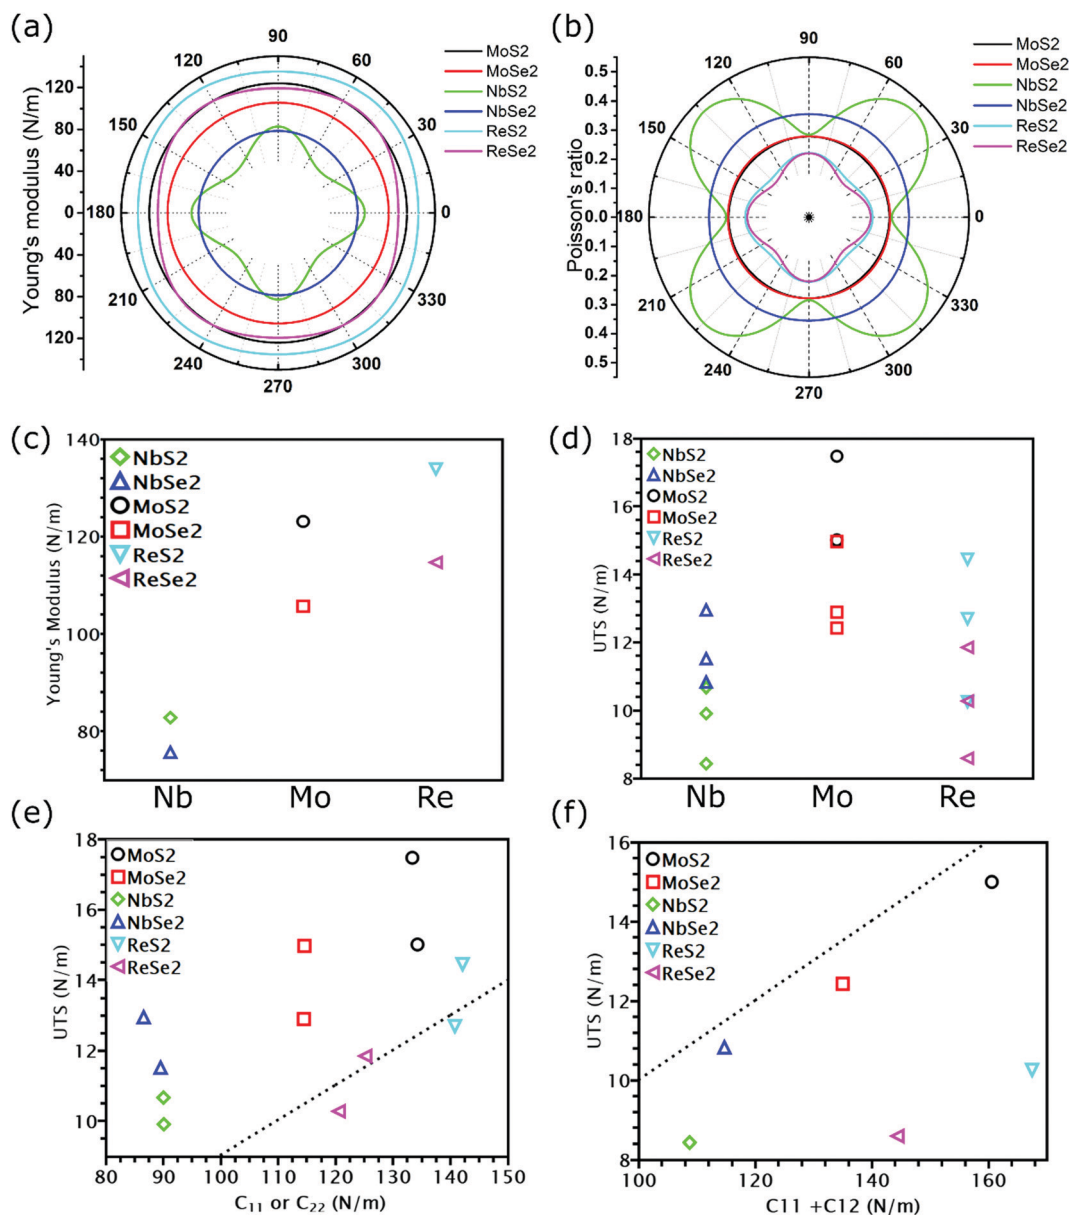 (a)
Young's modulus (N/m)
120
80
40
0
40
80
120
90
60
30
0
330
300
270
240
210
180
150
120
MoS2
MoSe2
NbS2
NbSe2
ReS2
ReSe2
(b)
Poisson's ratio
0.5
0.4
0.3
0.2
0.1
0.0
0.1
0.2
0.3
0.4
0.5
90
60
30
0
330
300
270
240
210
180
150
120
MoS2
MoSe2
NbS2
NbSe2
ReS2
ReSe2
(c)
Young's Modulus (N/m)
140
120
100
80
NbS2
NbSe2
MoS2
MoSe2
ReS2
ReSe2
Nb Mo Re
(d)
UTS (N/m)
18
16
14
12
10
8
NbS2
NbSe2
MoS2
MoSe2
ReS2
ReSe2
Nb Mo Re
(e)
UTS (N/m)
18
16
14
12
10
MoS2
MoSe2
NbS2
NbSe2
ReS2
ReSe2
80 90 100 110 120 130 140 150
C11 or C22 (N/m)
(f)
UTS (N/m)
16
14
12
10
8
MoS2
MoSe2
NbS2
NbSe2
ReS2
ReSe2
100 120 140 160
C11 +C12 (N/m)